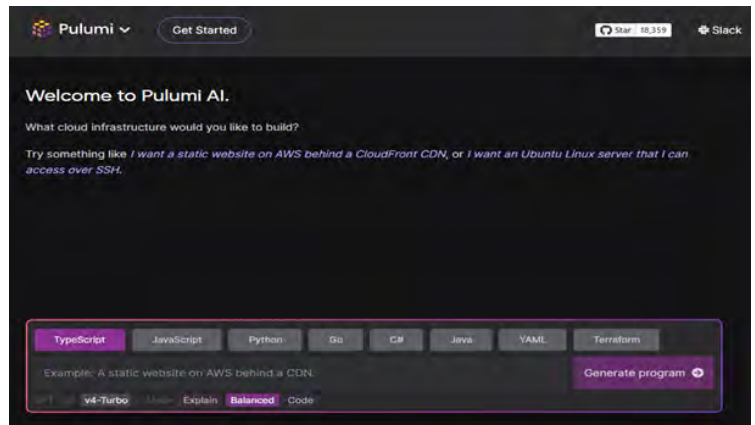 Pulumi
Get Started
Star 18,359
Slack
Welcome to Pulumi AI.
What cloud infrastructure would you like to build?
Try something like I want a static website on AWS behind a CloudFront CDN, or I want an Ubuntu Linux server that I can
access over SSH.
TypeScript JavaScript Python Go C# Java YAML Terraform
Example: A static website on AWS behind a CDN.
Generate program
v4-Turbo Explain Balanced Code